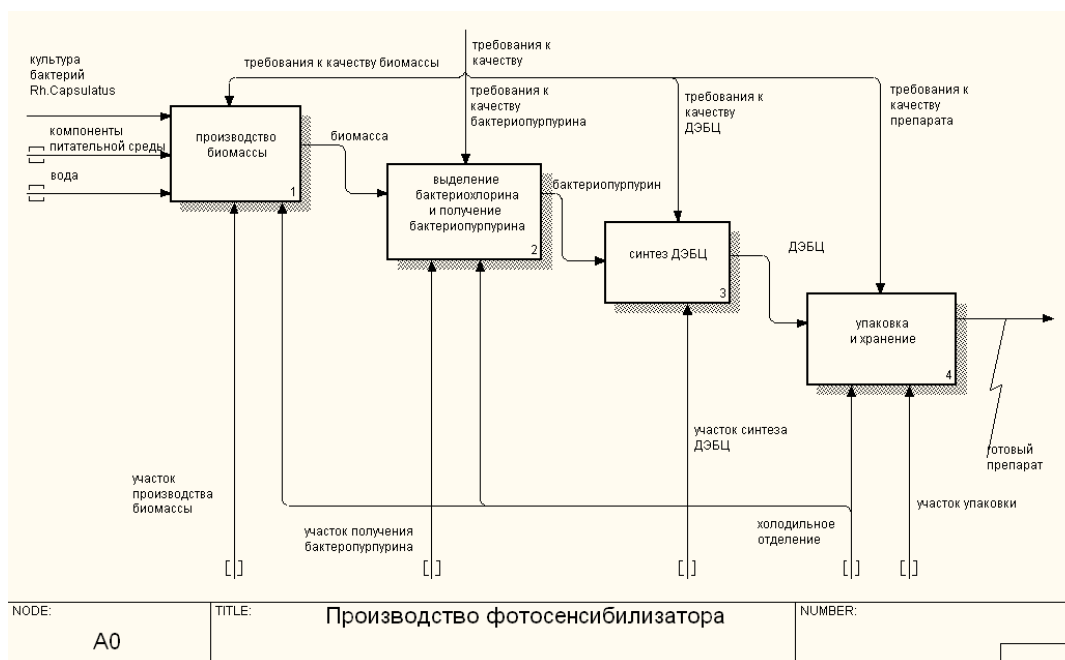 требования к
качеству
культура
бактерий
Rh.Capsulatus
требования к качеству биомассы
требования к
качеству
бактериопурпурина
требования к
качеству
ДЭБЦ
требования к
качеству
препарата
компоненты
питательной среды
вода
производство
биомассы
1
биомасса
выделение
бактериохлорина
и получение
бактериопурпурина
2
бактериопурпурин
синтез ДЭБЦ
3
ДЭБЦ
упаковка
и хранение
4
участок синтеза
ДЭБЦ
готовый
препарат
участок
производства
биомассы
участок получения
бактеропурпурина
холодильное
отделение
участок упаковки
NODE:
A0
TITLE:
Производство фотосенсибилизатора
NUMBER: